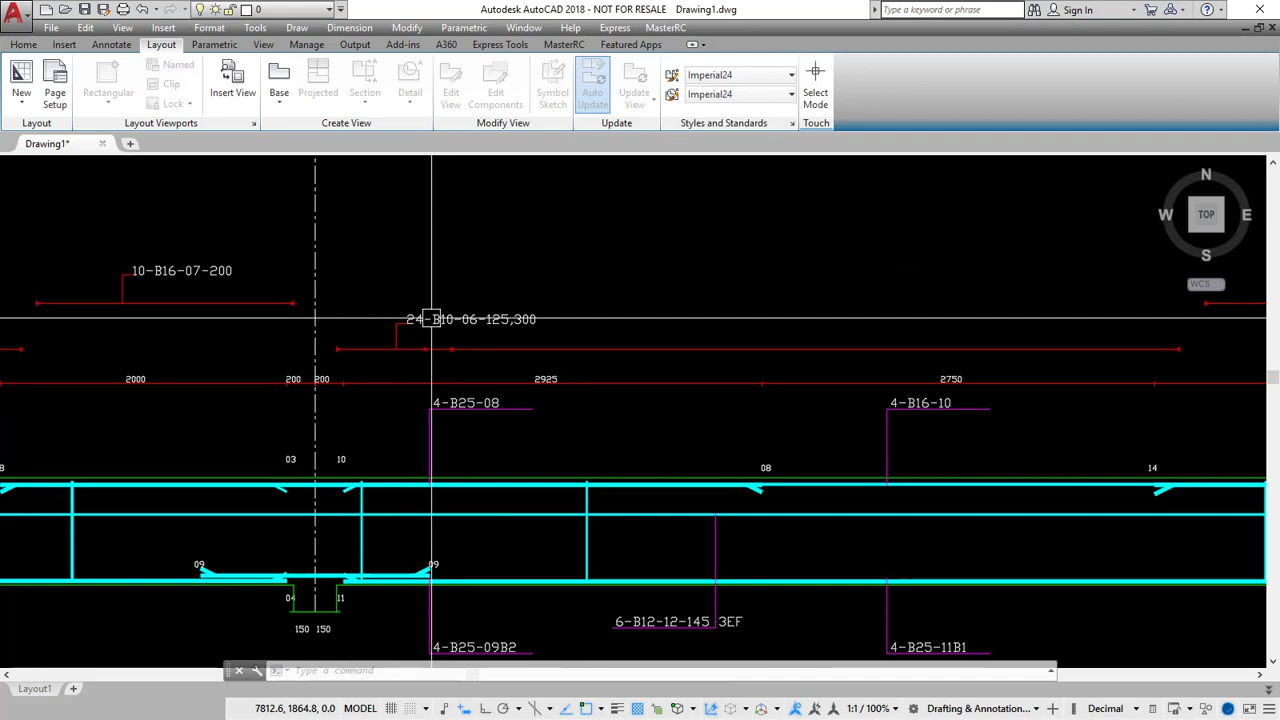 0
Autodesk AutoCAD 2018 - NOT FOR RESALE Drawing1.dwg
Type a keyword or phrase
Sign In
File Edit View Insert Format Tools Draw Dimension Modify Parametric Window Help Express MasterRC
Home Insert Annotate Layout Parametric View Manage Output Add-ins A360 Express Tools MasterRC Featured Apps
New
Page Setup
Rectangular
Named
Clip
Lock
Insert View
Base
Projected
Section
Detail
Edit View
Edit Components
Symbol Sketch
Auto Update
Update View
Imperial24
Imperial24
Select Mode
Layout
Layout Viewports
Create View
Modify View
Update
Styles and Standards
Touch
Drawing1*
N
W TOP E
S
WCS
10-B16-07-200
24-B10-06-125,300
2000 200 200 2925 2750
4-B25-08
4-B16-10
03 10
8 08 14
09 09
04 11
150 150
6-B12-12-145 3EF
4-B25-09B2
4-B25-11B1
Type a command
Layout1
7812.6, 1864.8, 0.0 MODEL
1:1 / 100%
Drafting & Annotation...
Decimal